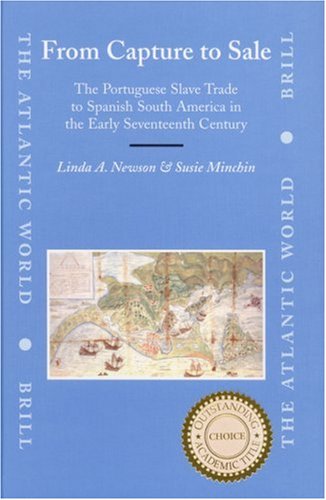 From Capture to Sale
The Portuguese Slave Trade
to Spanish South America in
the Early Seventeenth Century
Linda A. Newson & Susie Minchin
THE ATLANTIC WORLD • BRILL
THE ATLANTIC WORLD • BRILL
OUTSTANDING
CHOICE
ACADEMIC TITLE